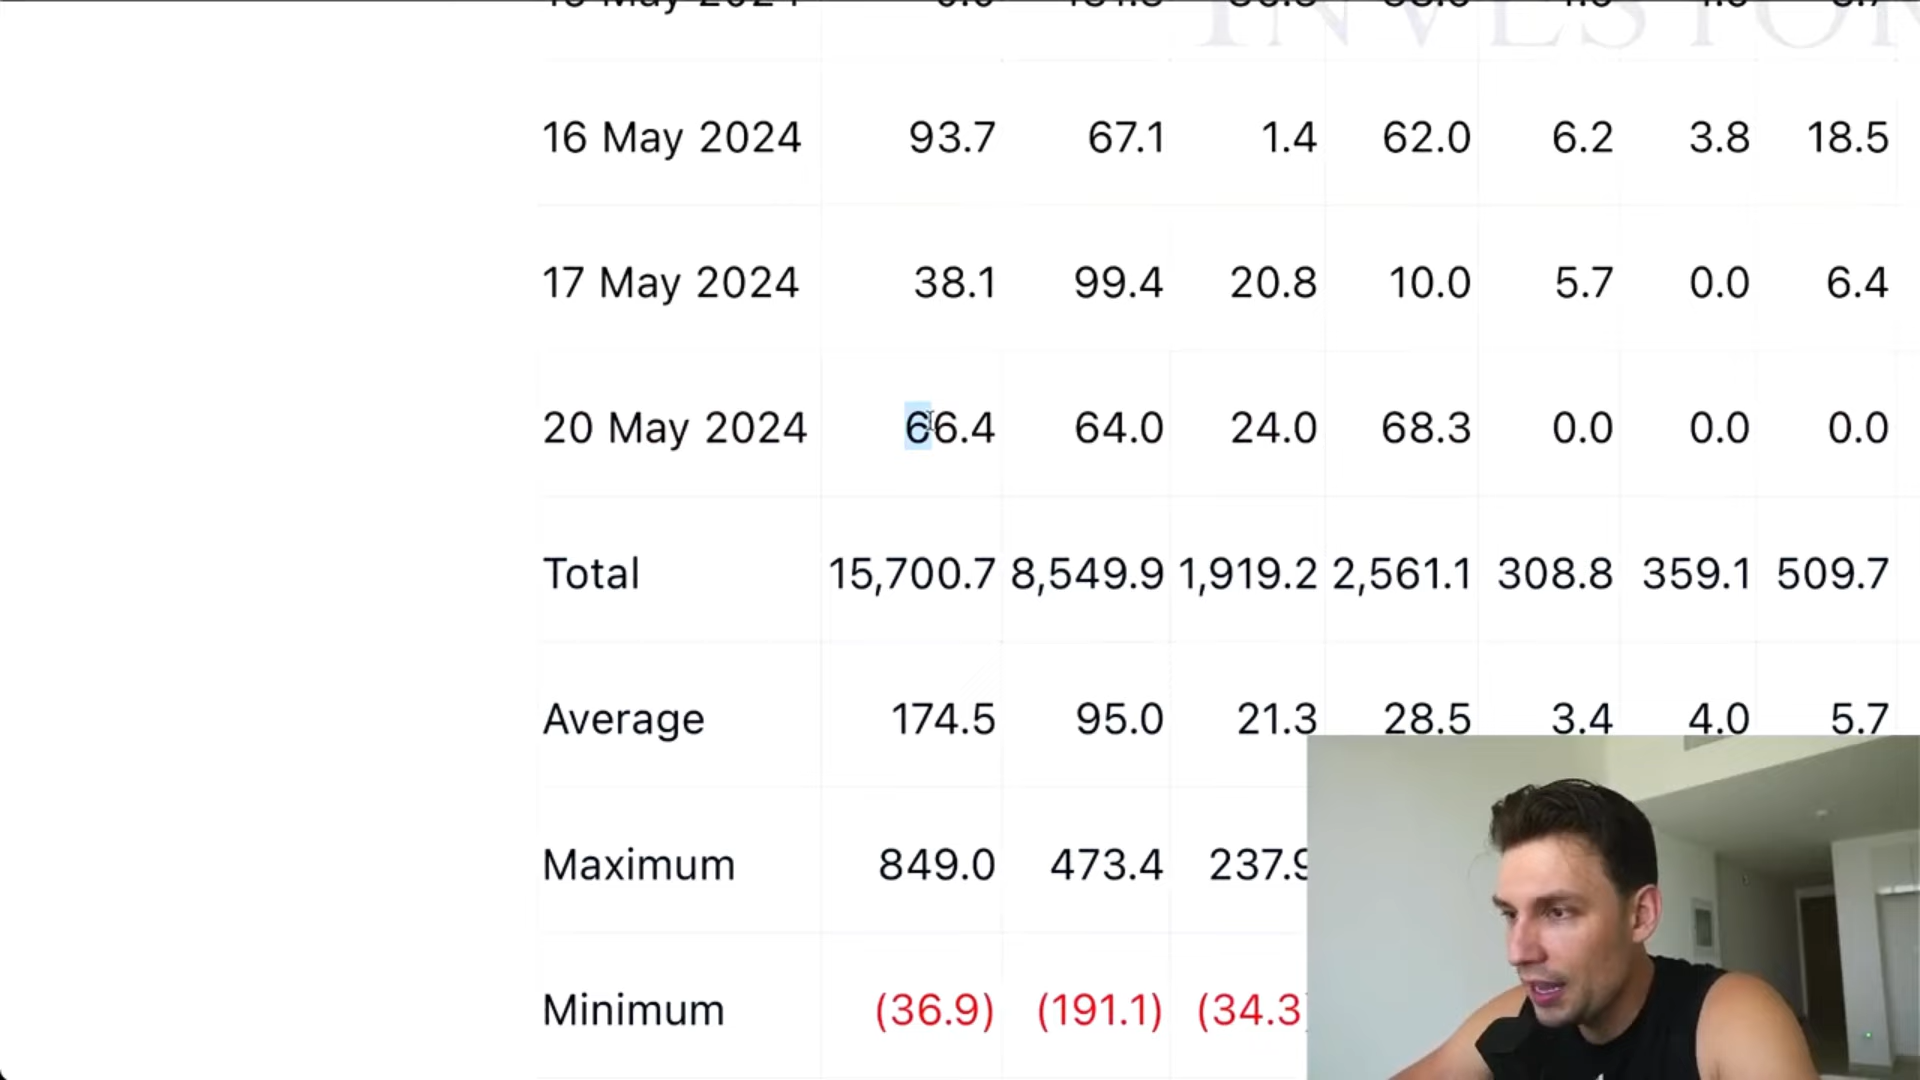 INVESTOR
16 May 2024 93.7 67.1 1.4 62.0 6.2 3.8 18.5
17 May 2024 38.1 99.4 20.8 10.0 5.7 0.0 6.4
20 May 2024 66.4 64.0 24.0 68.3 0.0 0.0 0.0
Total 15,700.7 8,549.9 1,919.2 2,561.1 308.8 359.1 509.7
Average 174.5 95.0 21.3 28.5 3.4 4.0 5.7
Maximum 849.0 473.4 237.9
Minimum (36.9) (191.1) (34.3)